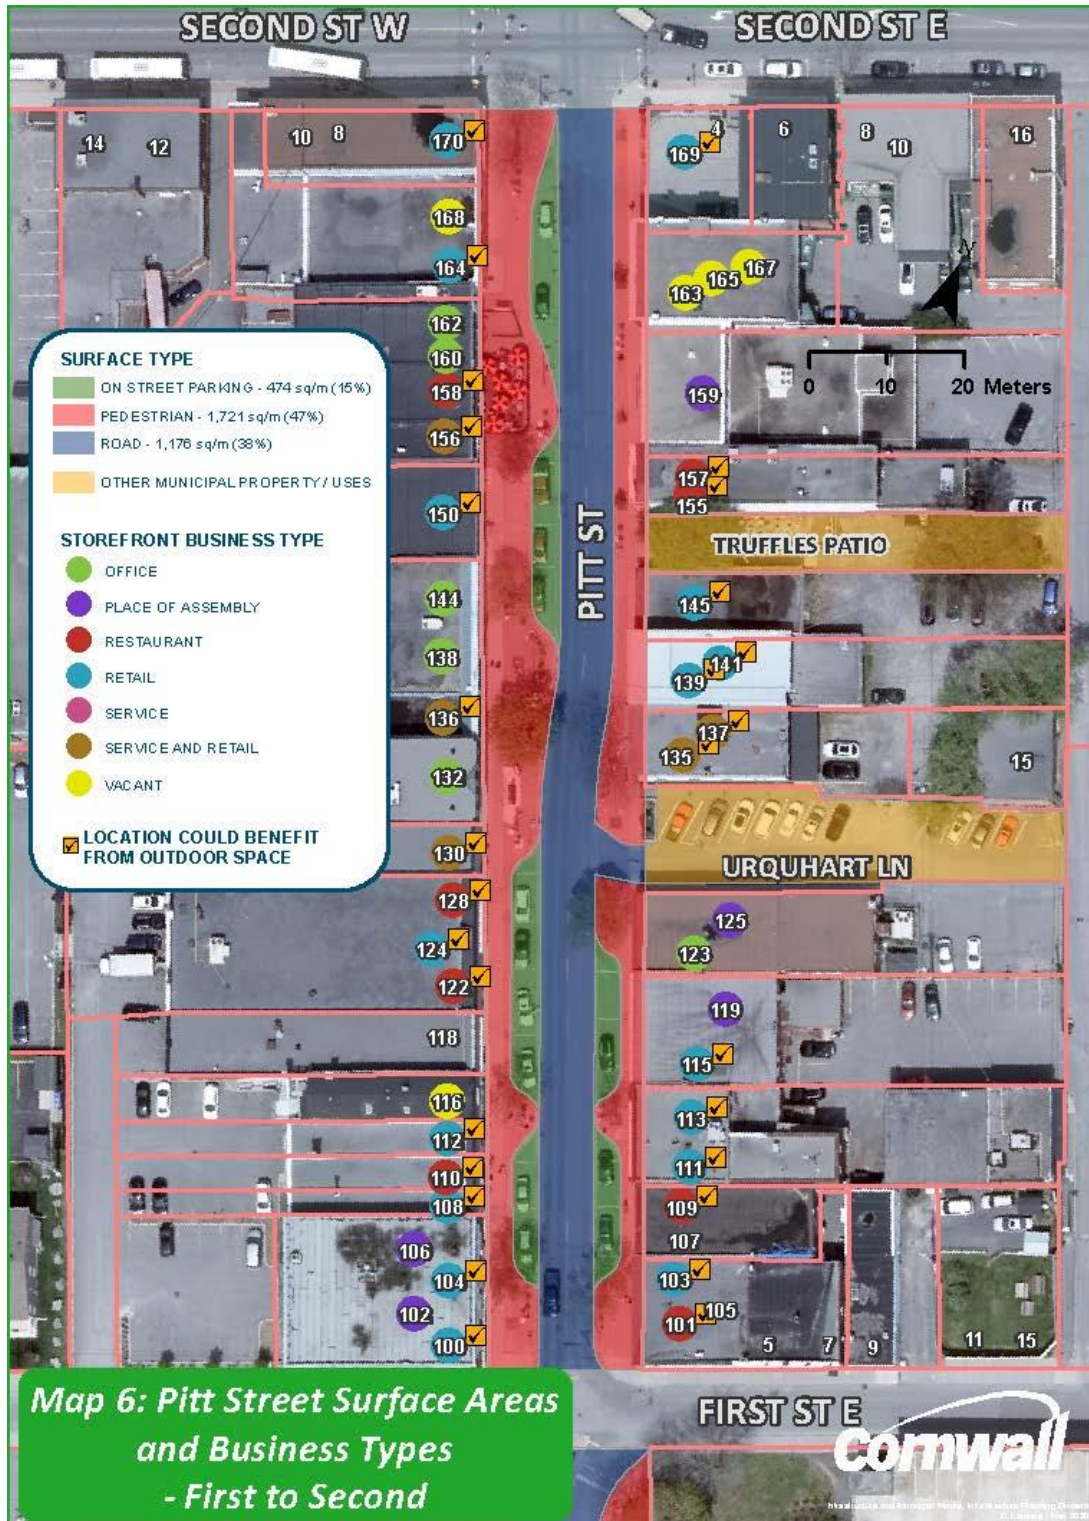 SECOND ST W
SECOND ST E
14
12
10
8
170
4
169
6
8
10
16
168
164
163
165
167
N
162
160
158
156
159
0 10 20 Meters
SURFACE TYPE
ON STREET PARKING - 474 sq/m (15%)
PEDESTRIAN - 1,721 sq/m (47%)
ROAD - 1,176 sq/m (38%)
OTHER MUNICIPAL PROPERTY / USES
STOREFRONT BUSINESS TYPE
OFFICE
PLACE OF ASSEMBLY
RESTAURANT
RETAIL
SERVICE
SERVICE AND RETAIL
VACANT
LOCATION COULD BENEFIT
FROM OUTDOOR SPACE
157
155
150
PITT ST
TRUFFLES PATIO
144
145
138
141
139
136
137
135
15
132
130
URQUHART LN
128
125
124
123
122
119
118
115
116
113
112
111
110
109
108
107
106
104
103
102
101
105
100
5
7
9
11
15
Map 6: Pitt Street Surface Areas
and Business Types
- First to Second
FIRST ST E
Cornwall